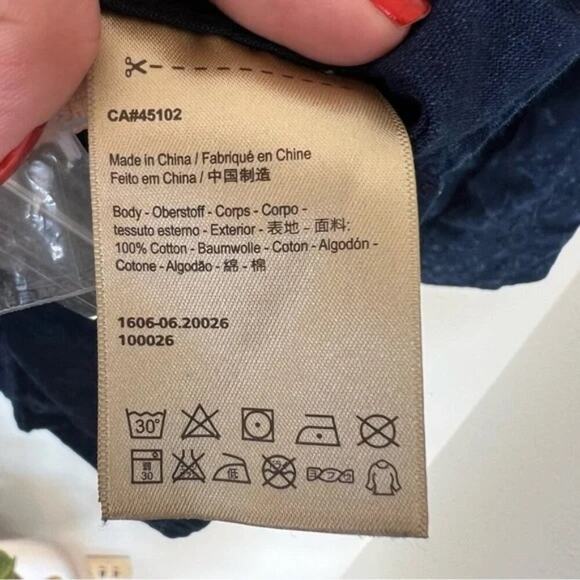 CA#45102
Made in China / Fabriqué en Chine
Feito em China / 中国制造
Body - Oberstoff - Corps - Corpo -
tessuto esterno - Exterior - 表地 - 面料:
100% Cotton - Baumwolle - Coton - Algodón -
Cotone - Algodão - 綿 - 棉
1606-06.20026
100026
30°
弱 30 低